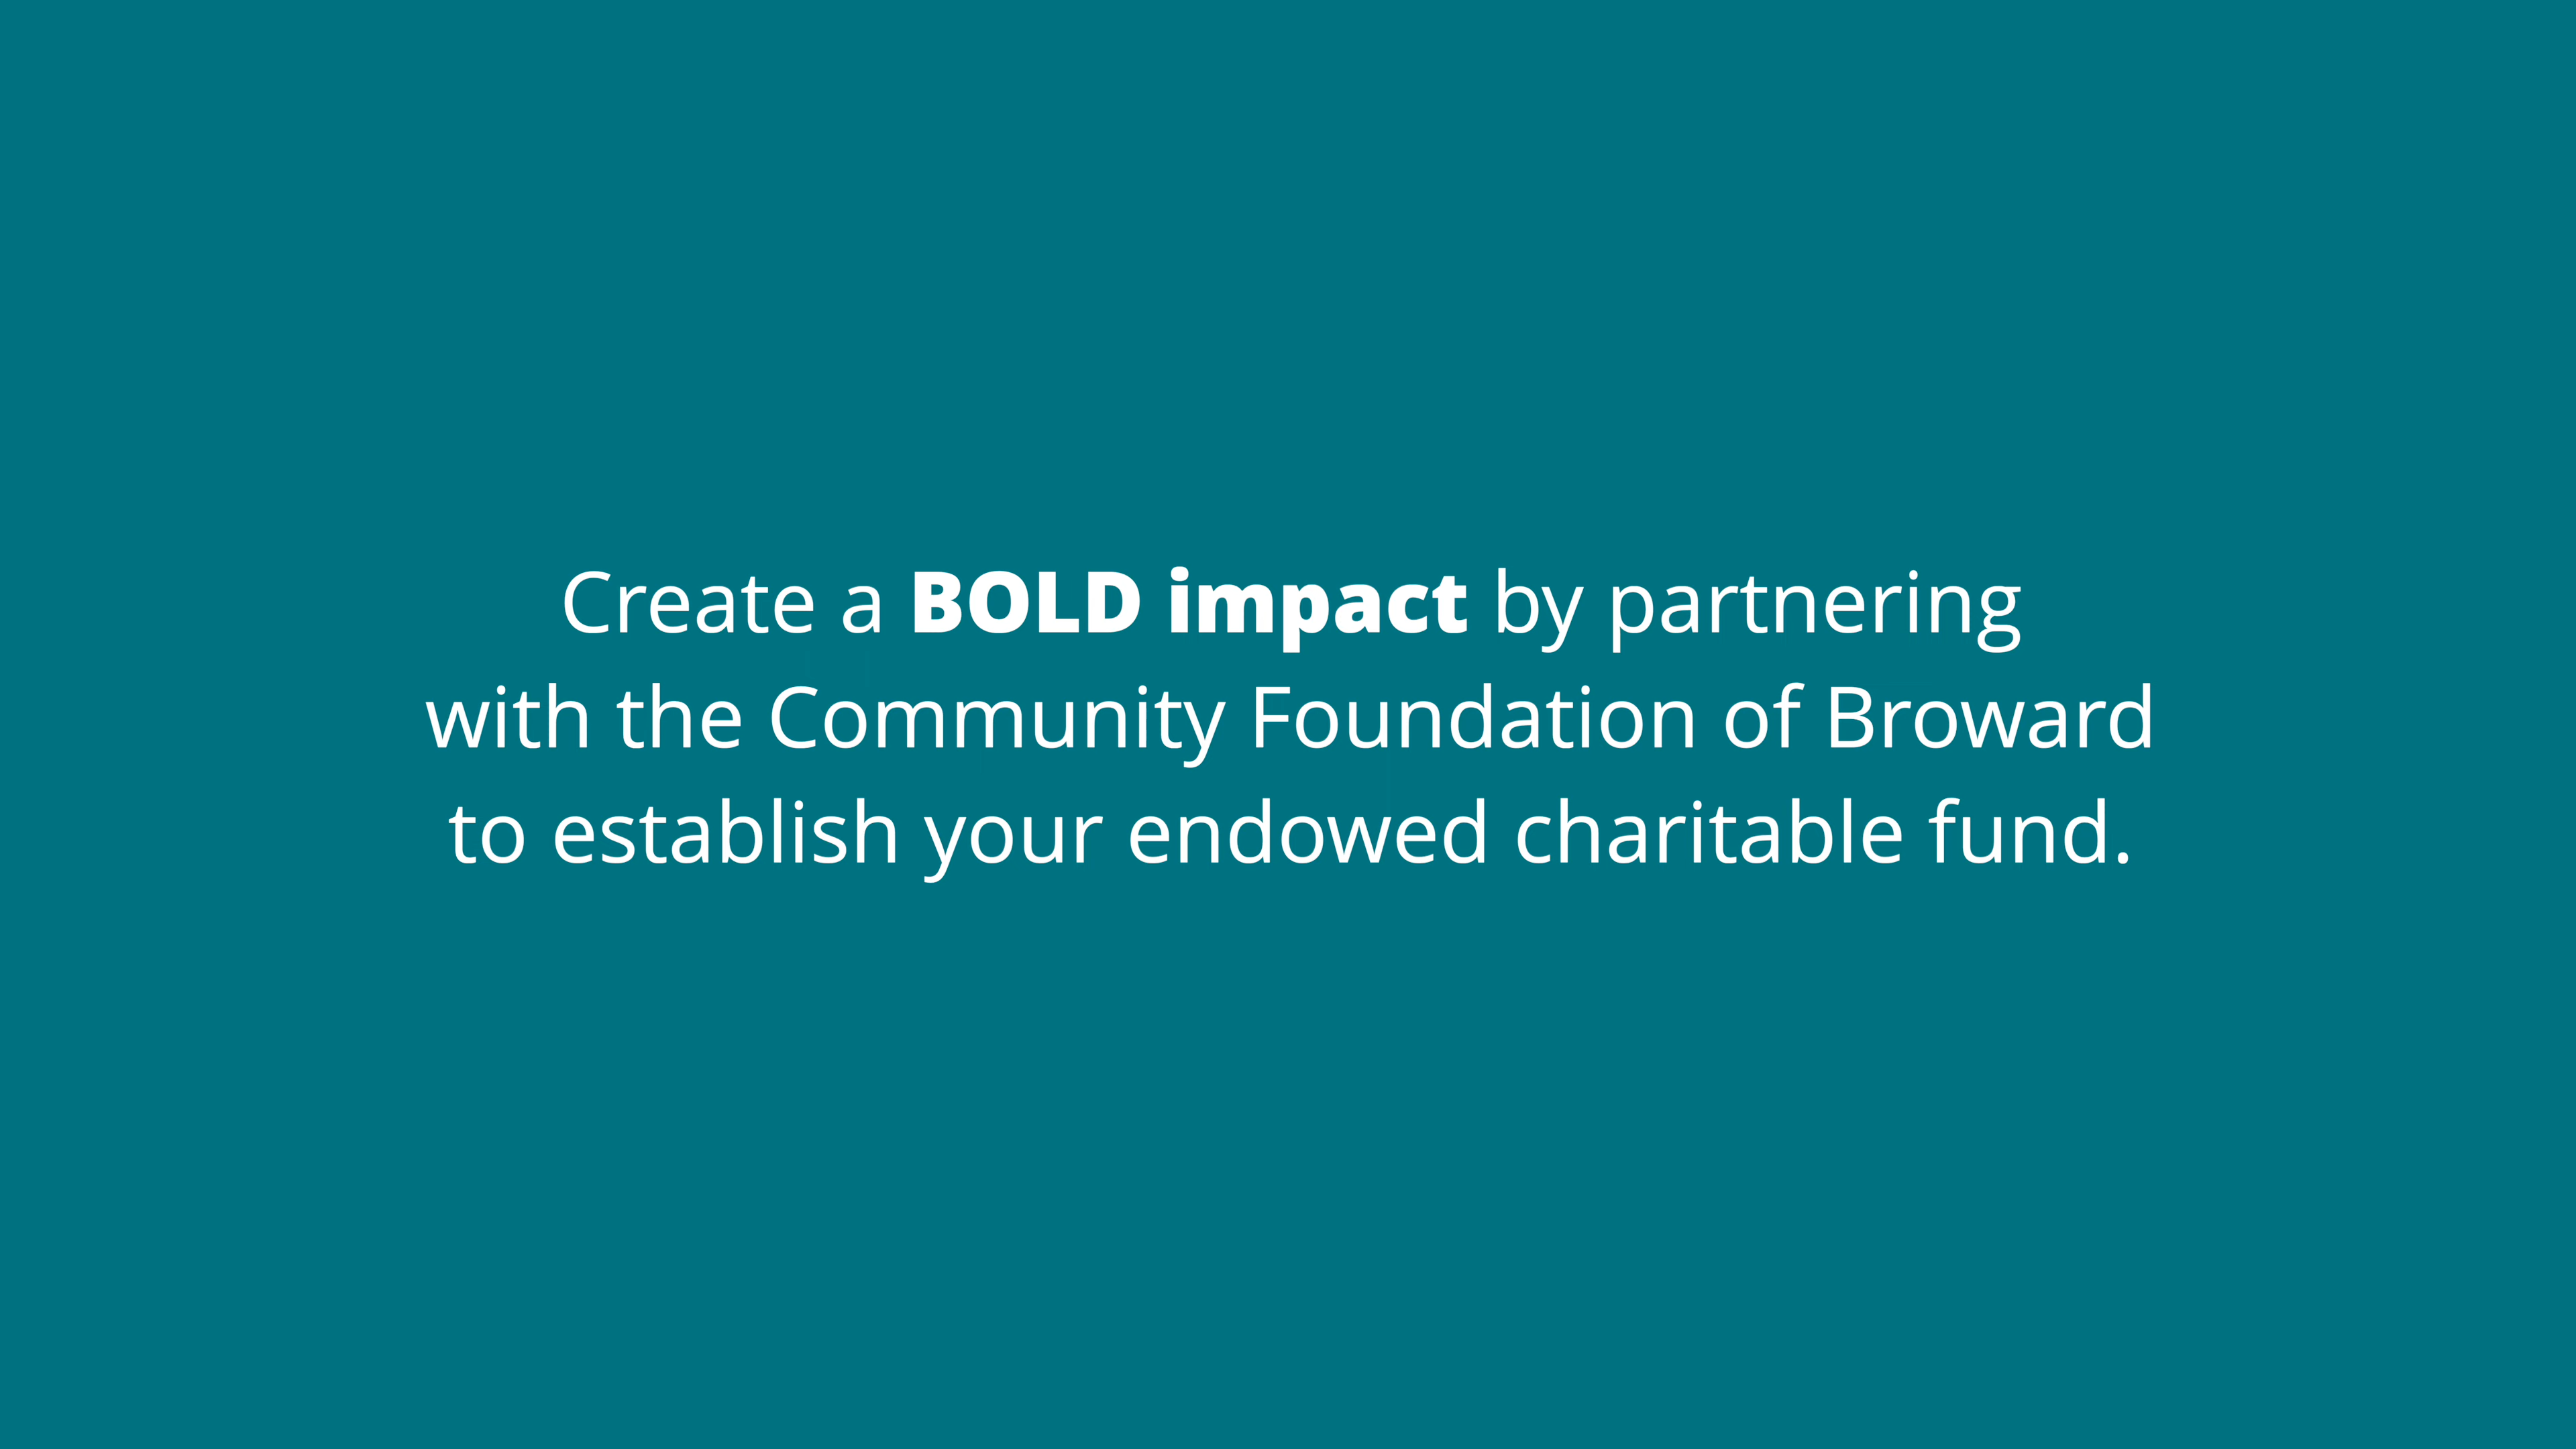 Create a BOLD impact by partnering
with the Community Foundation of Broward
to establish your endowed charitable fund.